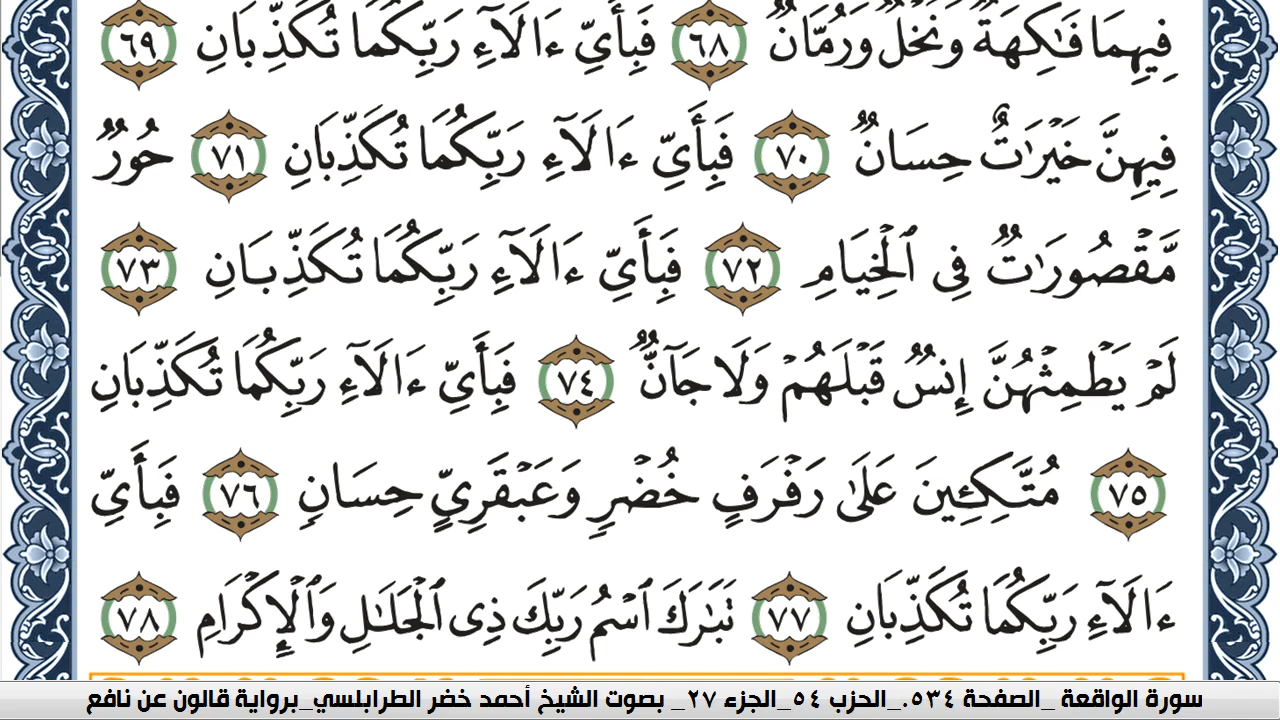 فِيهِمَا فَٰكِهَةٌ وَنَخْلٌ وَرُمَّانٌ ٦٨ فَبِأَيِّ ءَالَآءِ رَبِّكُمَا تُكَذِّبَانِ ٦٩
فِيهِنَّ خَيْرَٰتٌ حِسَانٌ ٧٠ فَبِأَيِّ ءَالَآءِ رَبِّكُمَا تُكَذِّبَانِ ٧١ حُورٌ
مَّقْصُورَٰتٌ فِى ٱلْخِيَامِ ٧٢ فَبِأَيِّ ءَالَآءِ رَبِّكُمَا تُكَذِّبَانِ ٧٣
لَمْ يَطْمِثْهُنَّ إِنسٌ قَبْلَهُمْ وَلَا جَآنٌّ ٧٤ فَبِأَيِّ ءَالَآءِ رَبِّكُمَا تُكَذِّبَانِ
٧٥ مُتَّكِـِٔينَ عَلَىٰ رَفْرَفٍ خُضْرٍ وَعَبْقَرِيٍّ حِسَانٍ ٧٦ فَبِأَيِّ
ءَالَآءِ رَبِّكُمَا تُكَذِّبَانِ ٧٧ تَبَٰرَكَ ٱسْمُ رَبِّكَ ذِى ٱلْجَلَٰلِ وَٱلْإِكْرَامِ ٧٨
سورة الواقعة _الصفحة ٥٣٤._الحزب ٥٤_الجزء ٢٧_ بصوت الشيخ أحمد خضر الطرابلسي_برواية قالون عن نافع